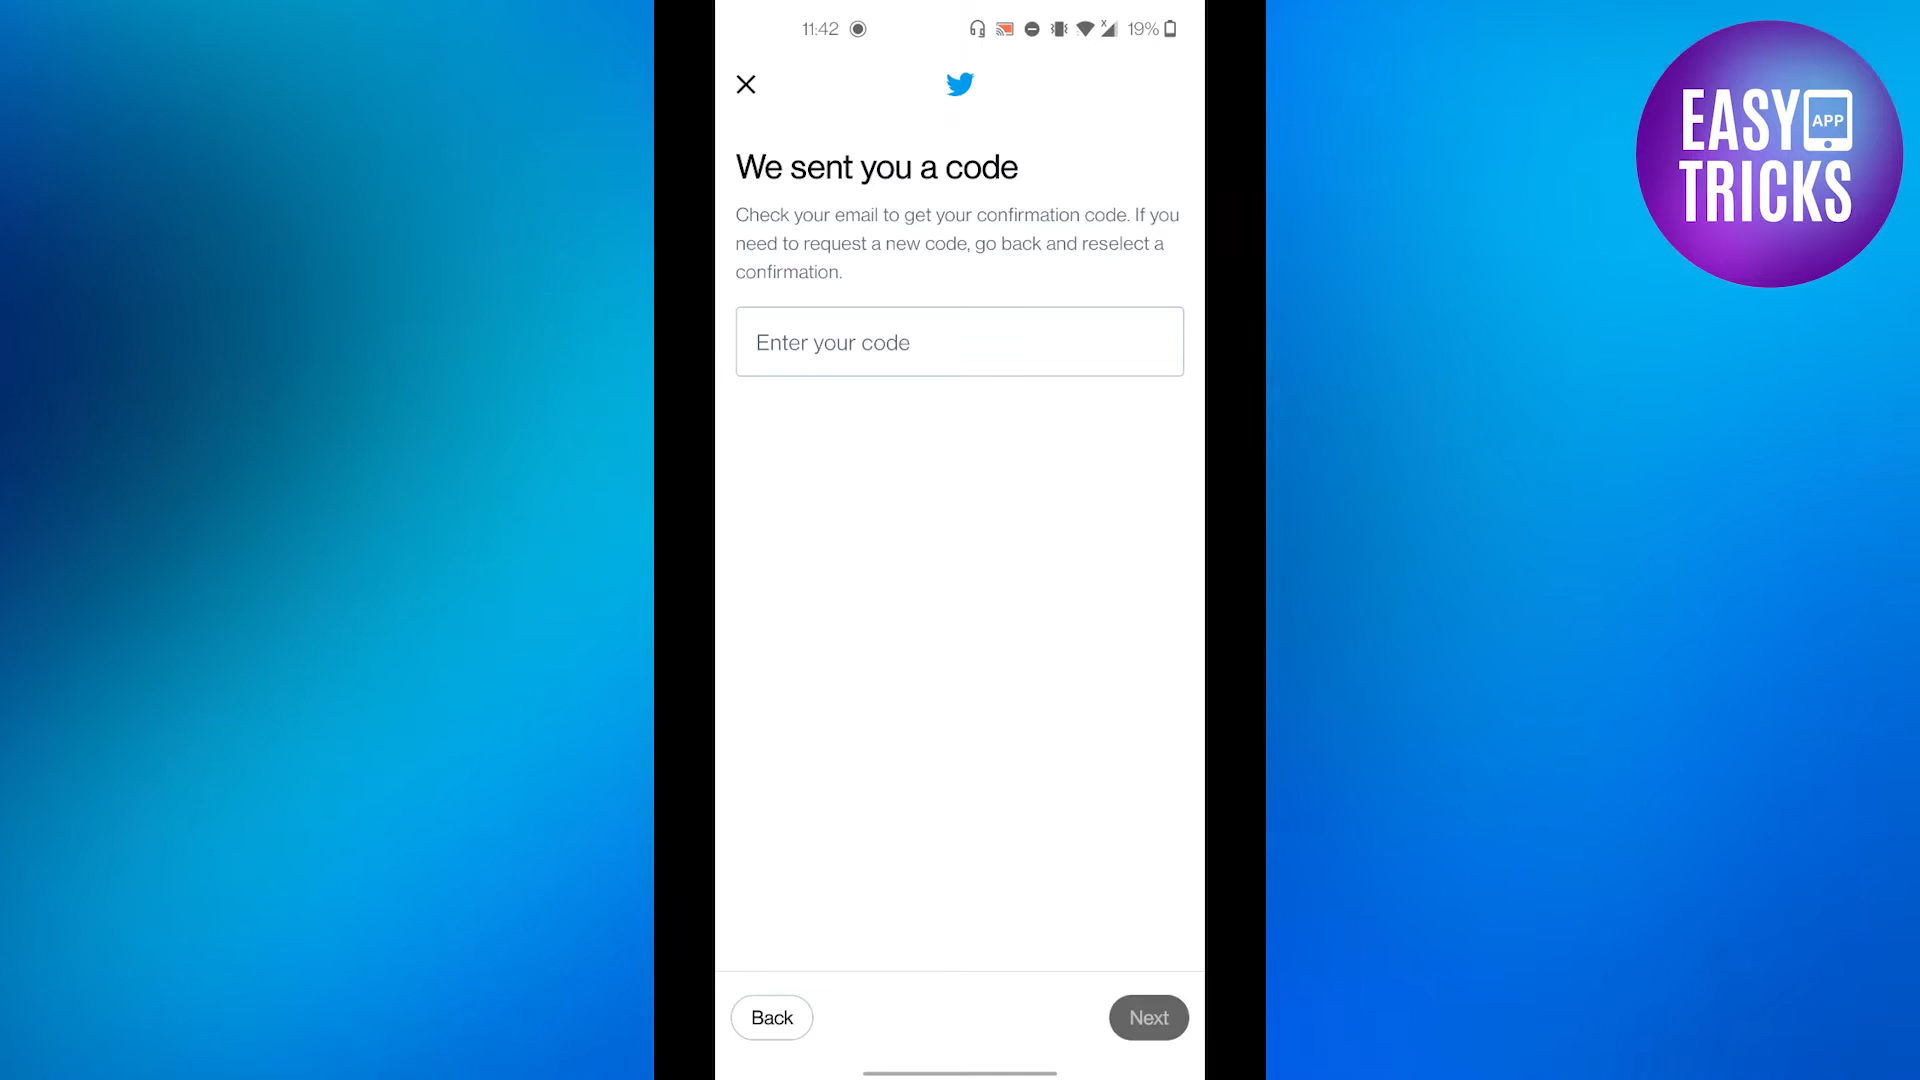 11:42
19%
EASY APP
TRICKS
We sent you a code
Check your email to get your confirmation code. If you
need to request a new code, go back and reselect a
confirmation.
Enter your code
Back
Next